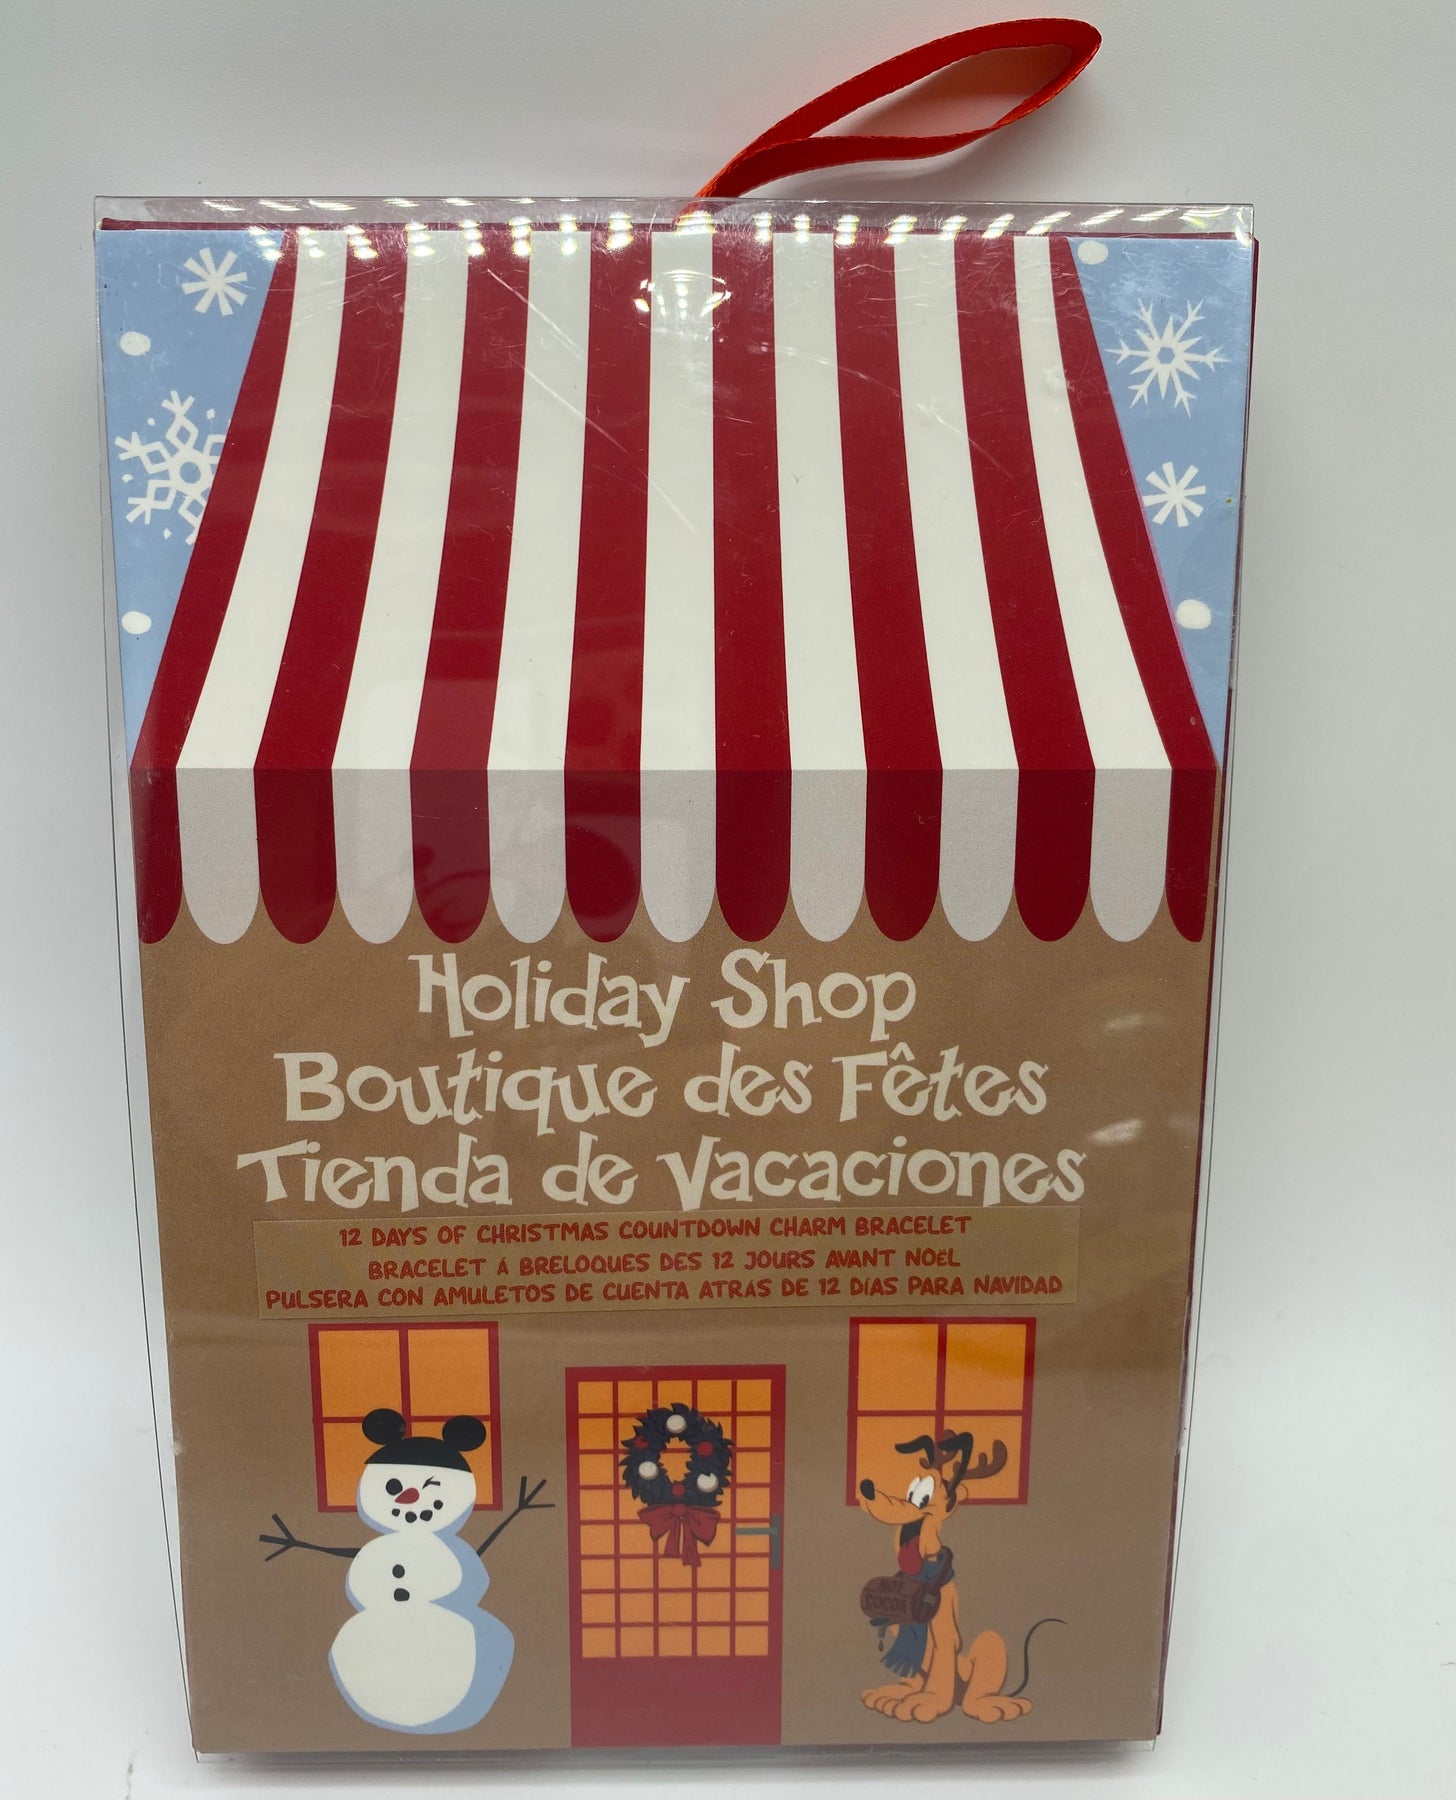 Holiday Shop
Boutique des Fêtes
Tienda de Vacaciones
12 DAYS OF CHRISTMAS COUNTDOWN CHARM BRACELET
BRACELET Á BRELOQUES DES 12 JOURS AVANT NOËL
PULSERA CON AMULETOS DE CUENTA ATRÁS DE 12 DÍAS PARA NAVIDAD
HOT
COCOA